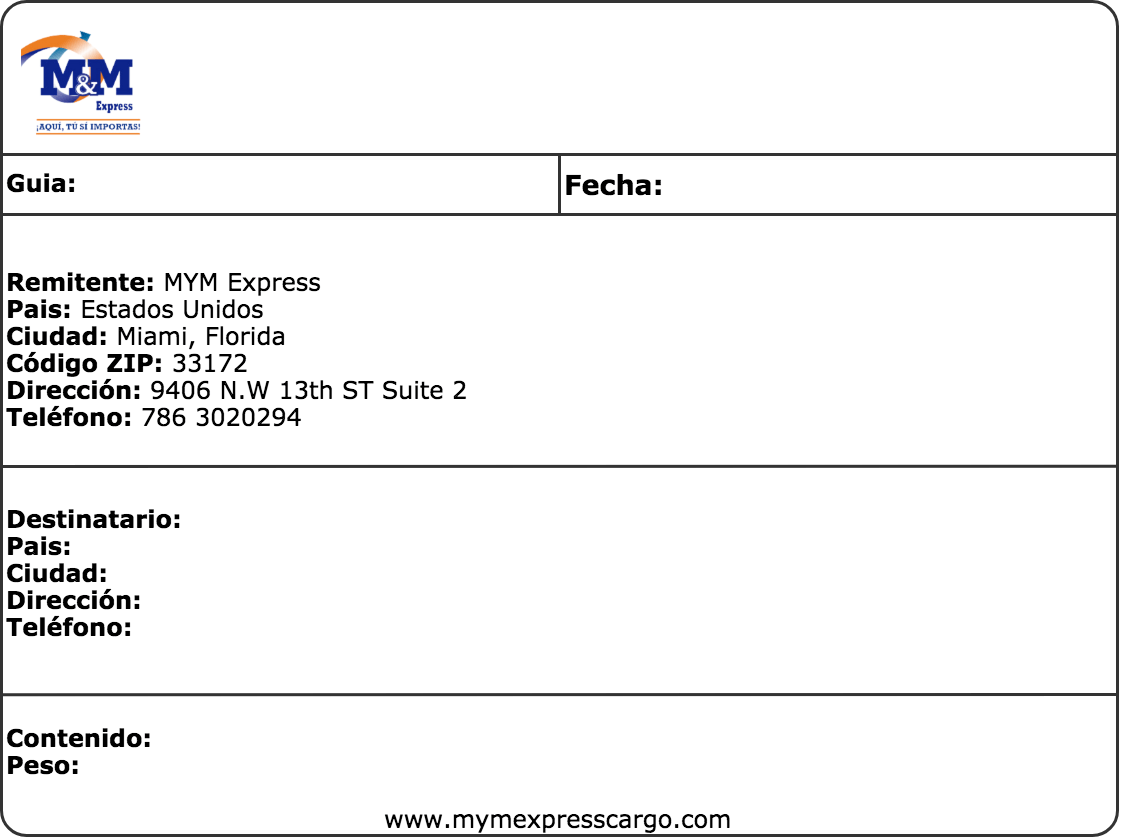 M&M
Express
¡AQUÍ, TÚ SÍ IMPORTAS!
Guia:
Fecha:
Remitente: MYM Express
Pais: Estados Unidos
Ciudad: Miami, Florida
Código ZIP: 33172
Dirección: 9406 N.W 13th ST Suite 2
Teléfono: 786 3020294
Destinatario:
Pais:
Ciudad:
Dirección:
Teléfono:
Contenido:
Peso:
www.mymexpresscargo.com